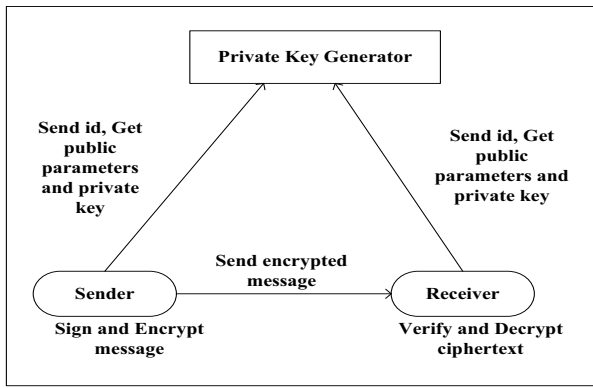 Private Key Generator
Send id, Get
public
parameters
and private
key
Send id, Get
public
parameters and
private key
Send encrypted
message
Sender
Receiver
Sign and Encrypt
message
Verify and Decrypt
ciphertext